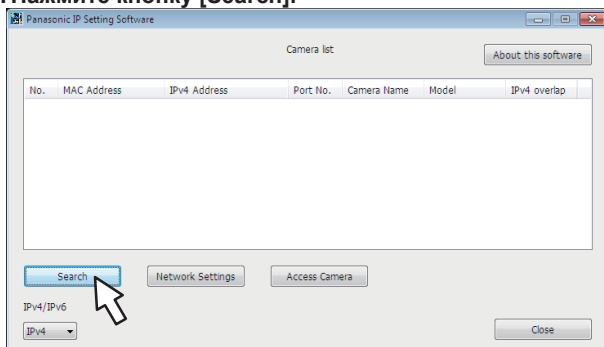 Нажмите кнопку [Search].
Panasonic IP Setting Software
Camera list
About this software
No. MAC Address IPv4 Address Port No. Camera Name Model IPv4 overlap
Search Network Settings Access Camera
IPv4/IPv6
IPv4 Close